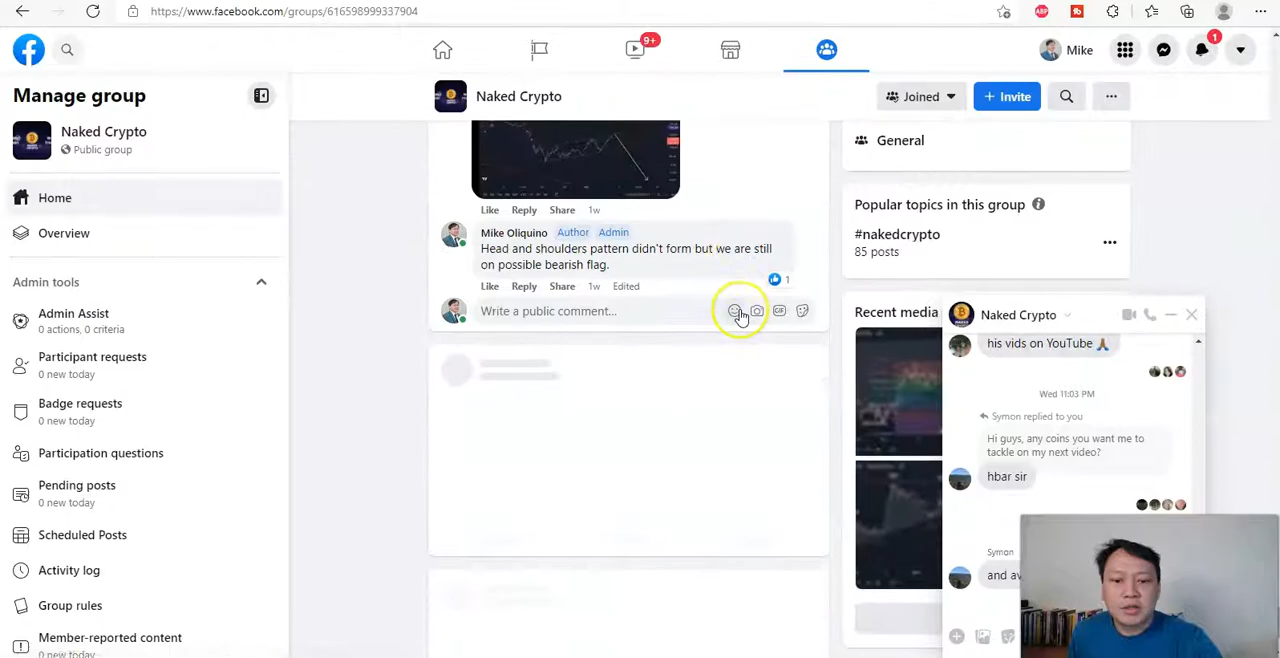 https://www.facebook.com/groups/616598999337904
ABP
9+
Mike
1
Manage group
Naked Crypto
Public group
Home
Overview
Admin tools
Admin Assist
0 actions, 0 criteria
Participant requests
0 new today
Badge requests
0 new today
Participation questions
Pending posts
0 new today
Scheduled Posts
Activity log
Group rules
Member-reported content
0 new today
Naked Crypto
Joined
+ Invite
Like Reply Share 1w
Mike Oliquino Author Admin
Head and shoulders pattern didn't form but we are still
on possible bearish flag.
1
Like Reply Share 1w Edited
Write a public comment...
GIF
General
Popular topics in this group
#nakedcrypto
85 posts
Recent media
Naked Crypto
his vids on YouTube 🙏
Wed 11:03 PM
Symon replied to you
Hi guys, any coins you want me to
tackle on my next video?
hbar sir
Symon